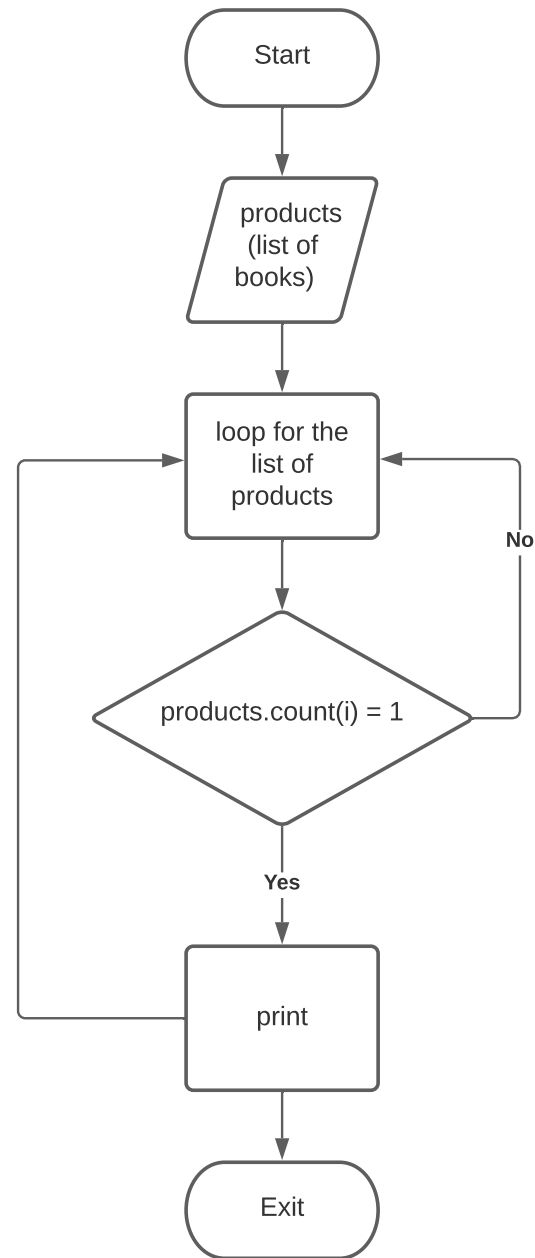 Start
products
(list of
books)
loop for the
list of
products
No
products.count(i) = 1
Yes
print
Exit